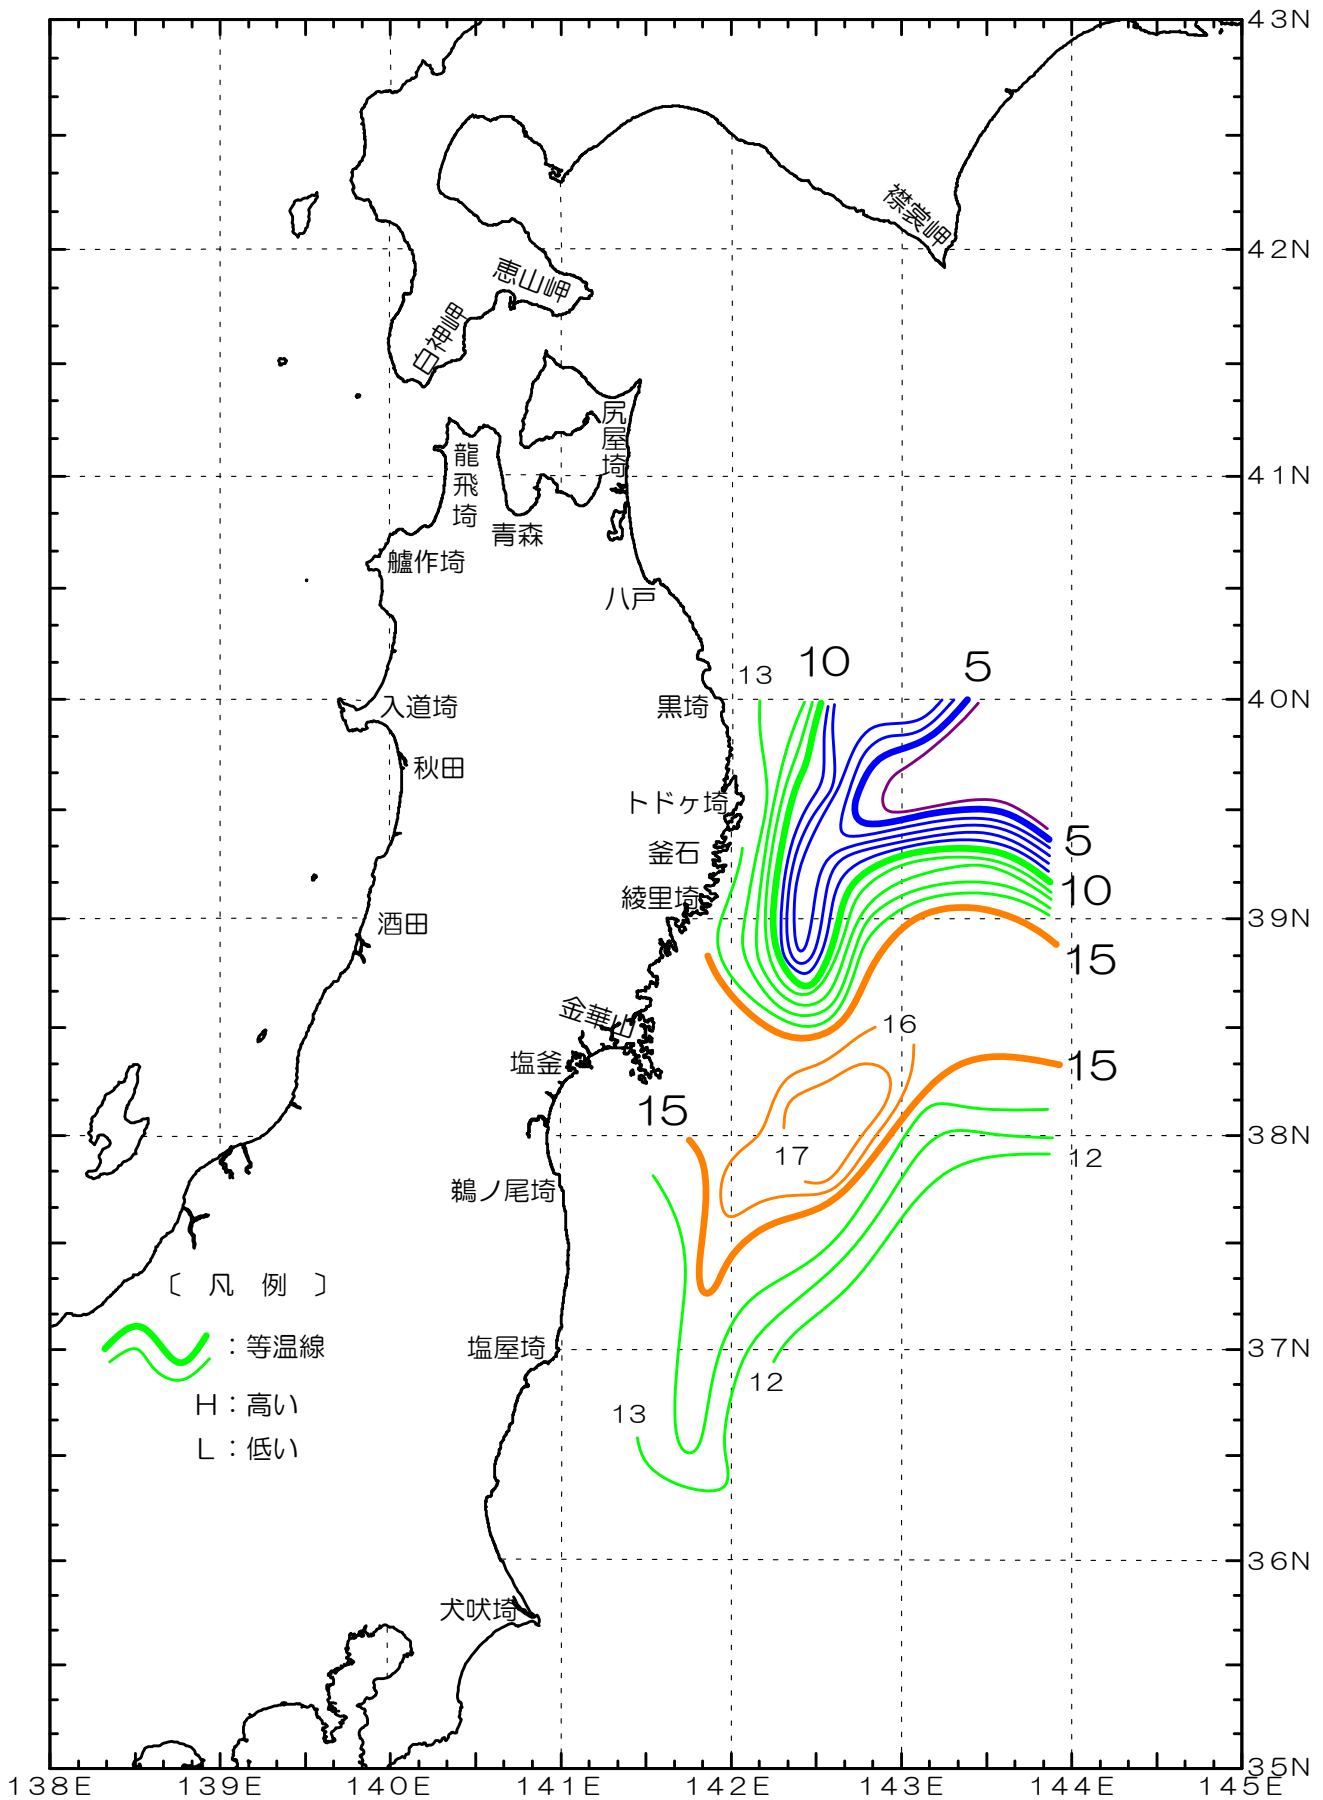 43N
襟裳岬
42N
恵山岬
白神岬
尻屋埼
龍飛埼
41N
青森
艫作埼
八戸
10
5
13
40N
入道埼
黒埼
秋田
トドヶ埼
5
釜石
10
綾里埼
39N
酒田
15
金華山
16
塩釜
15
15
38N
17
12
鵜ノ尾埼
〔 凡 例 〕
：等温線
塩屋埼
37N
12
H：高い
13
L：低い
36N
犬吠埼
35N
138E
139E
140E
141E
142E
143E
144E
145E